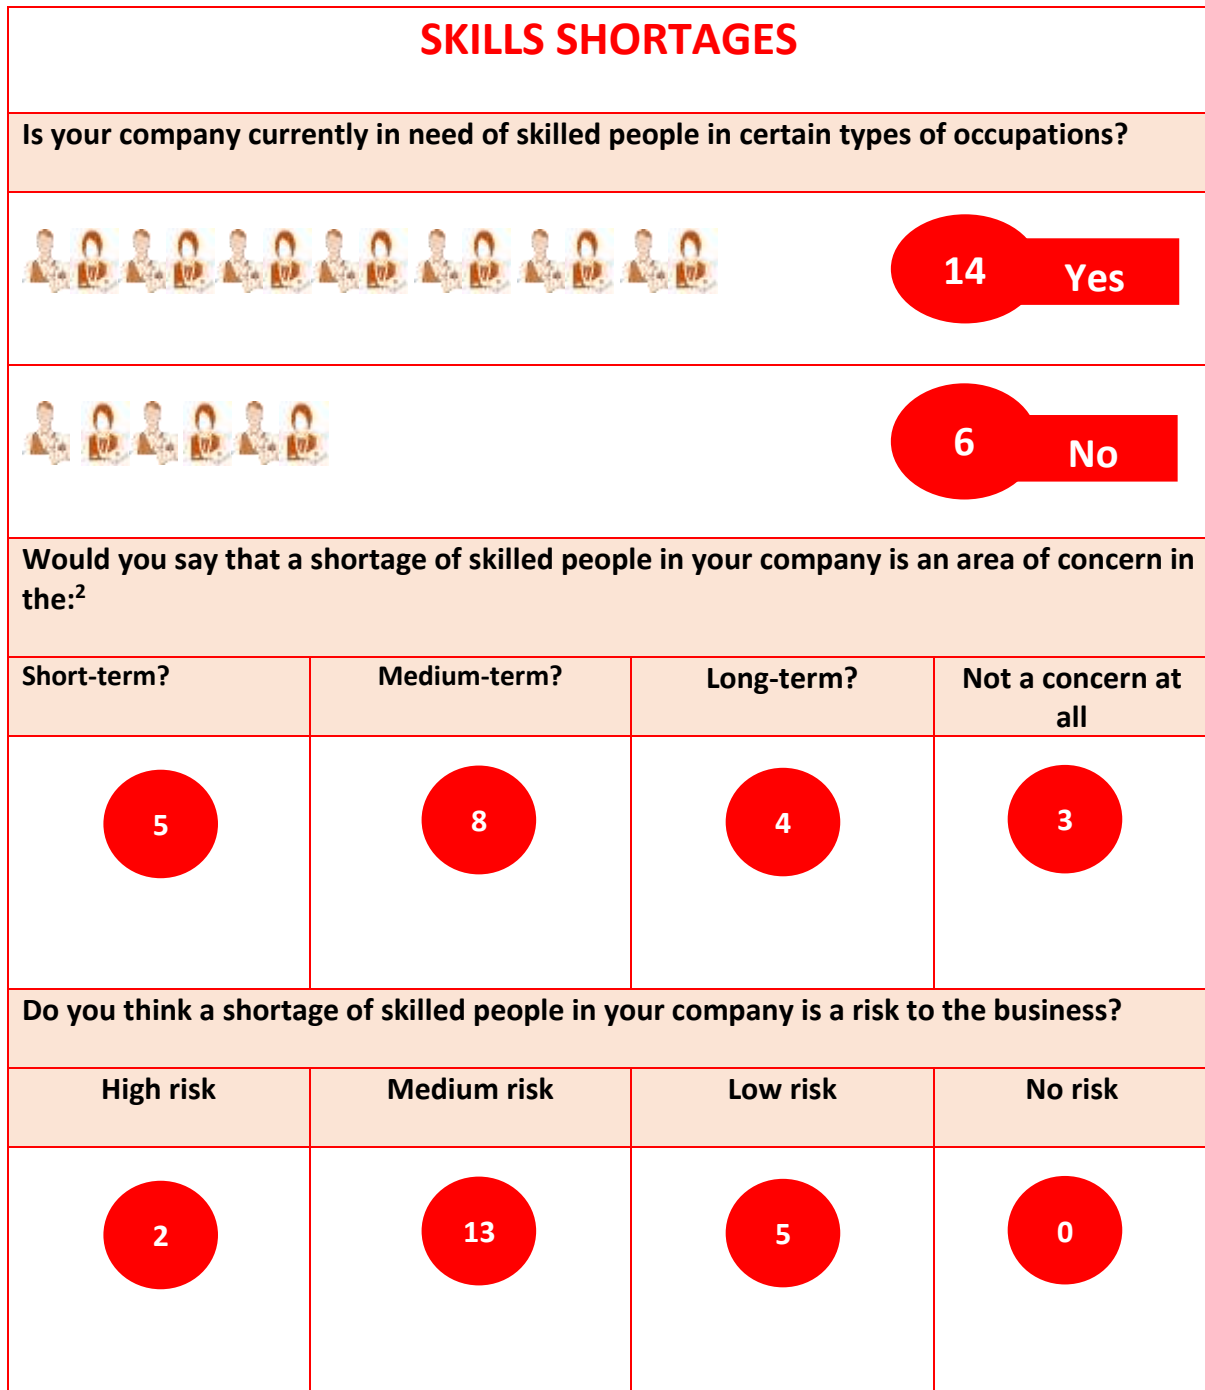 SKILLS SHORTAGES
Is your company currently in need of skilled people in certain types of occupations?
14 Yes
6 No
Would you say that a shortage of skilled people in your company is an area of concern in
the:²
Short-term? Medium-term? Long-term? Not a concern at
all
5 8 4 3
Do you think a shortage of skilled people in your company is a risk to the business?
High risk Medium risk Low risk No risk
2 13 5 0